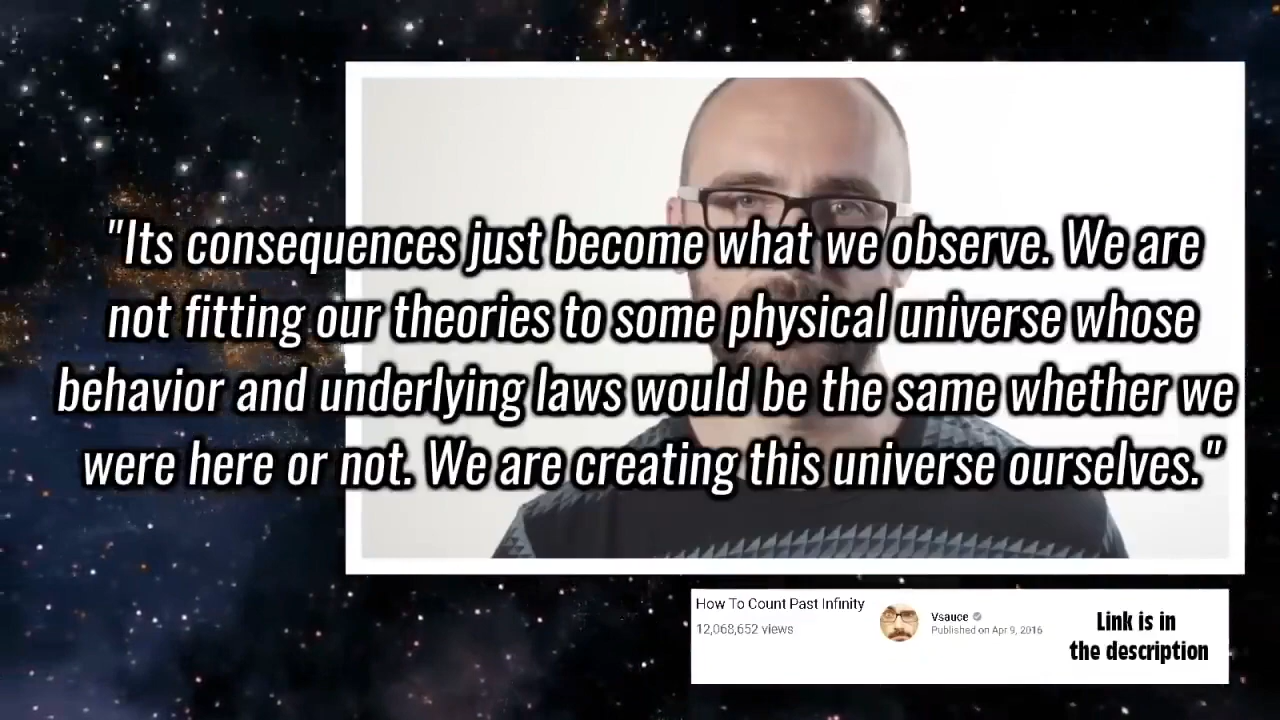 "Its consequences just become what we observe. We are
not fitting our theories to some physical universe whose
behavior and underlying laws would be the same whether we
were here or not. We are creating this universe ourselves."
How To Count Past Infinity
12,068,652 views
Vsauce
Published on Apr 9, 2016
Link is in
the description